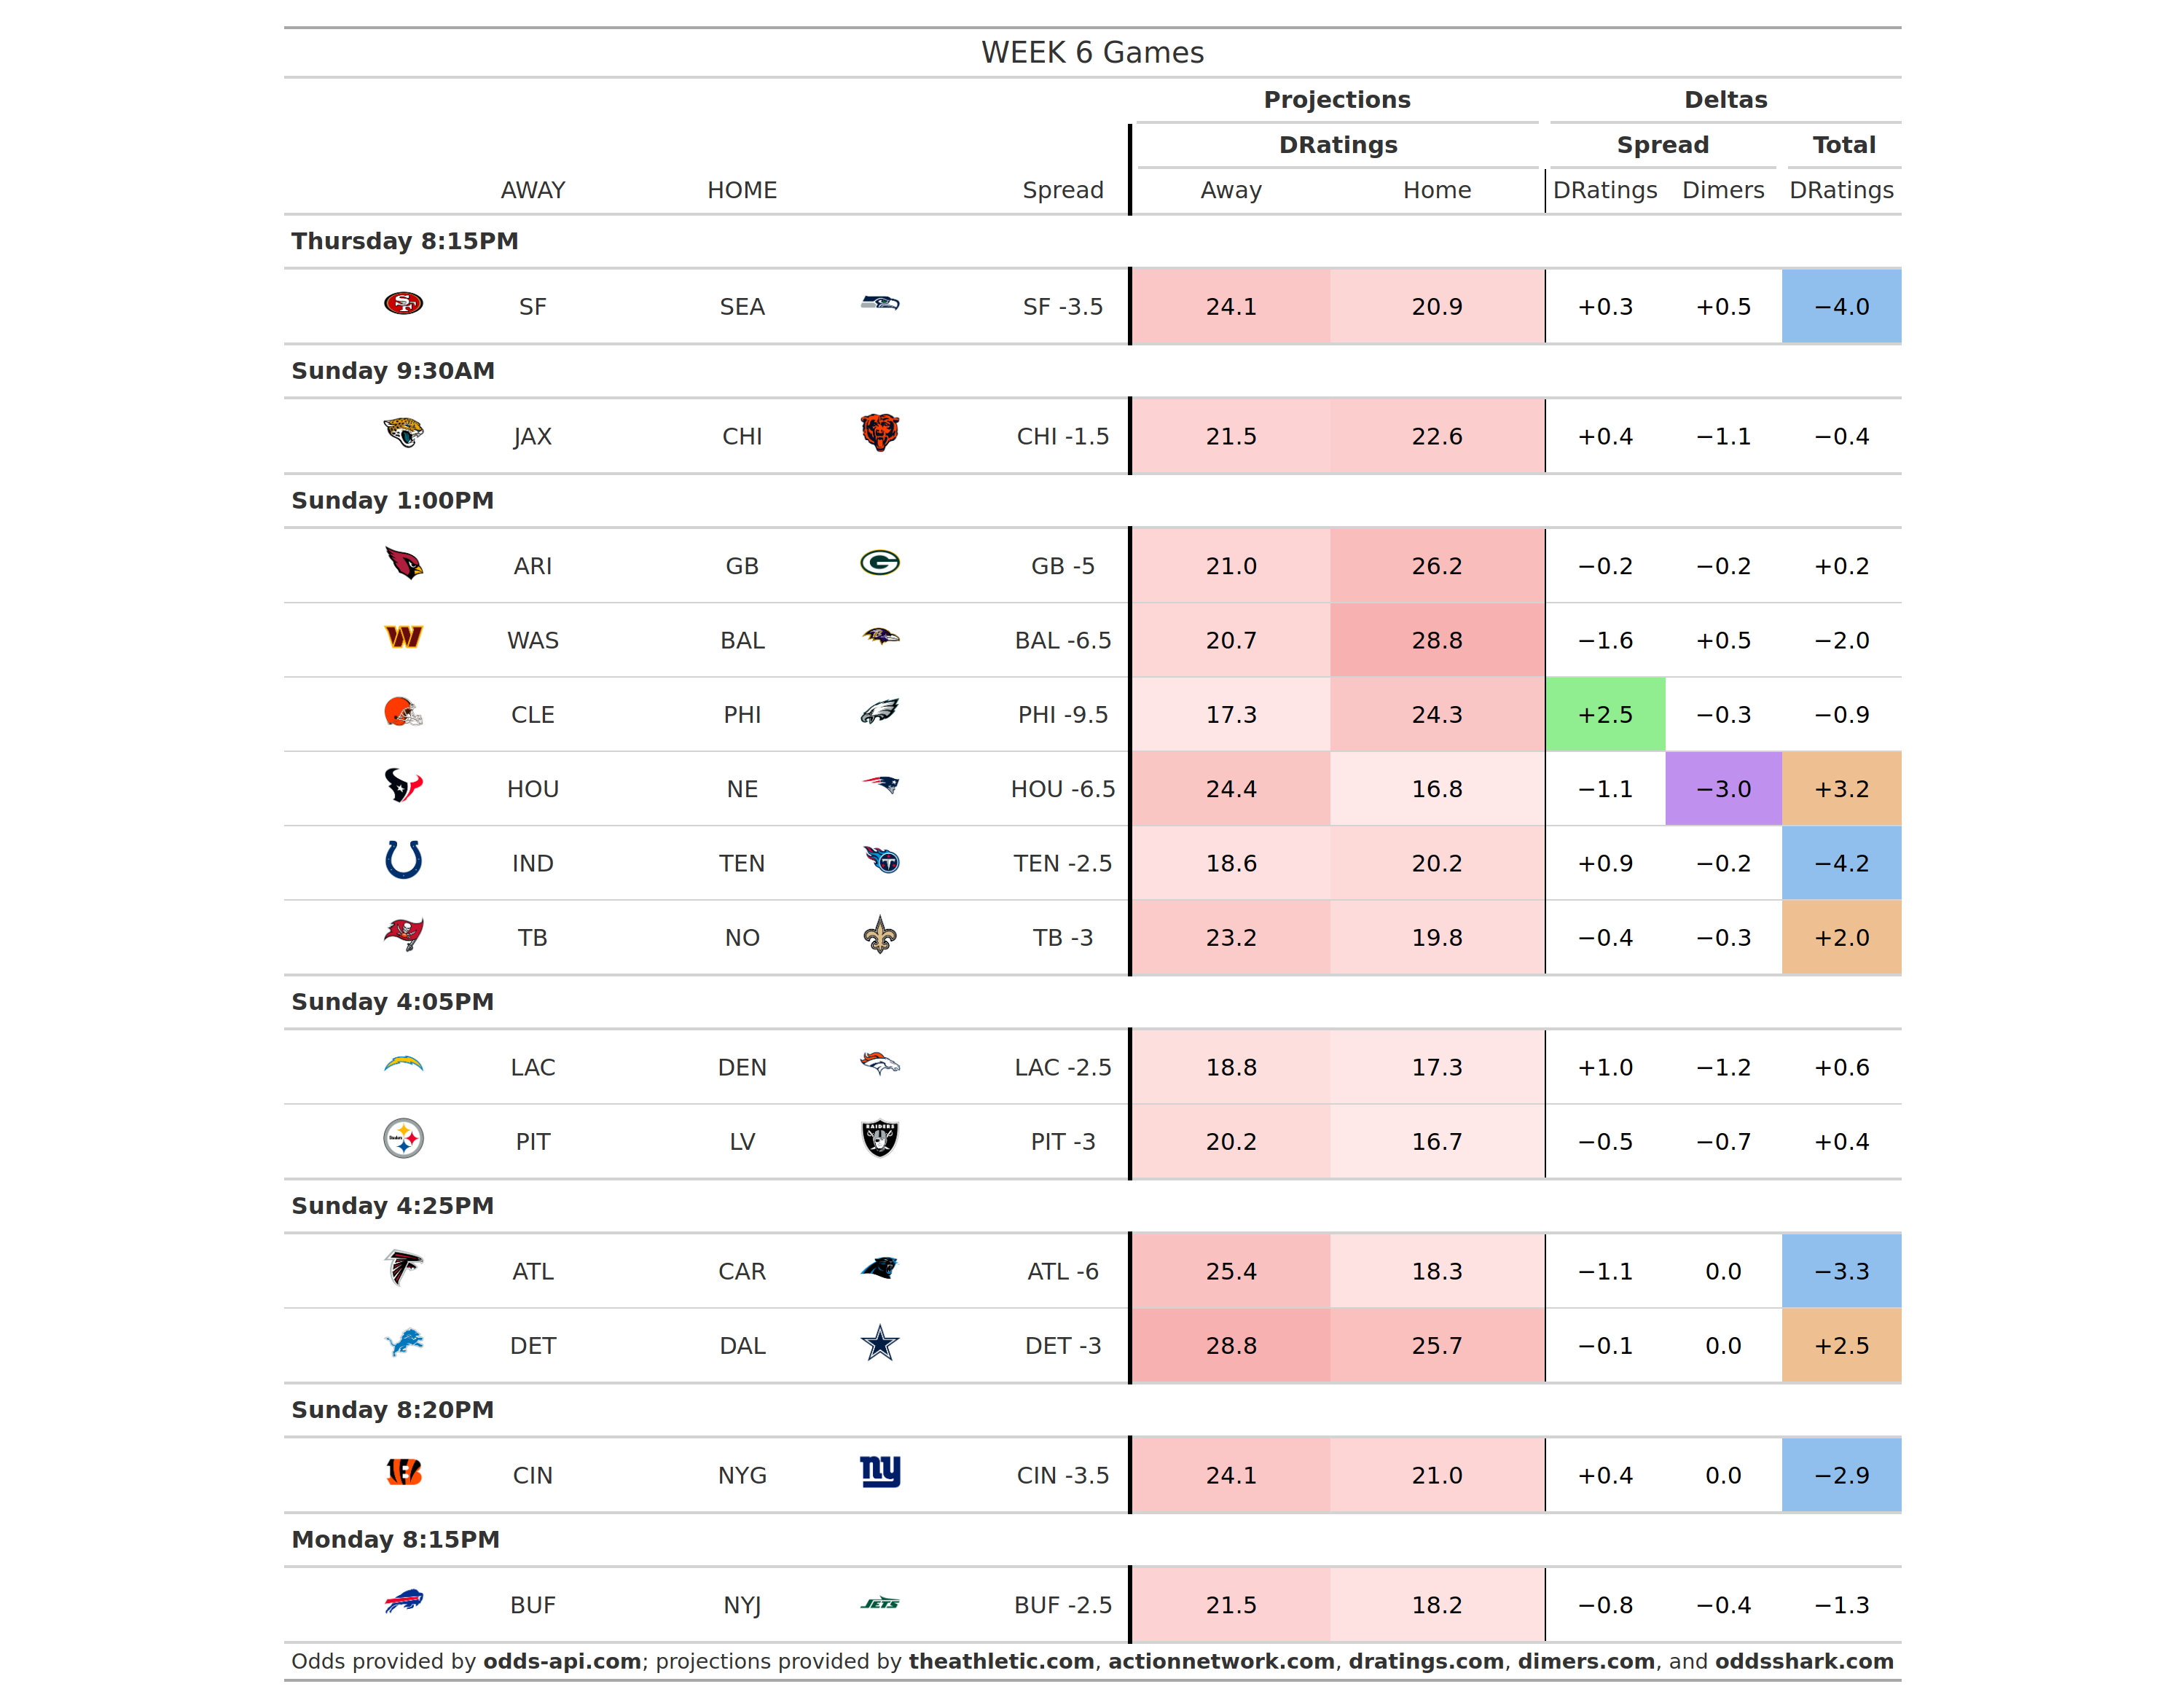 WEEK 6 Games
Projections Deltas
DRatings Spread Total
AWAY HOME Spread Away Home DRatings Dimers DRatings
Thursday 8:15PM
SF SEA SF -3.5 24.1 20.9 +0.3 +0.5 −4.0
Sunday 9:30AM
JAX CHI CHI -1.5 21.5 22.6 +0.4 −1.1 −0.4
Sunday 1:00PM
ARI GB GB -5 21.0 26.2 −0.2 −0.2 +0.2
WAS BAL BAL -6.5 20.7 28.8 −1.6 +0.5 −2.0
CLE PHI PHI -9.5 17.3 24.3 +2.5 −0.3 −0.9
HOU NE HOU -6.5 24.4 16.8 −1.1 −3.0 +3.2
IND TEN TEN -2.5 18.6 20.2 +0.9 −0.2 −4.2
TB NO TB -3 23.2 19.8 −0.4 −0.3 +2.0
Sunday 4:05PM
LAC DEN LAC -2.5 18.8 17.3 +1.0 −1.2 +0.6
PIT LV PIT -3 20.2 16.7 −0.5 −0.7 +0.4
Sunday 4:25PM
ATL CAR ATL -6 25.4 18.3 −1.1 0.0 −3.3
DET DAL DET -3 28.8 25.7 −0.1 0.0 +2.5
Sunday 8:20PM
CIN ny NYG CIN -3.5 24.1 21.0 +0.4 0.0 −2.9
Monday 8:15PM
BUF NYJ JETS BUF -2.5 21.5 18.2 −0.8 −0.4 −1.3
Odds provided by odds-api.com; projections provided by theathletic.com, actionnetwork.com, dratings.com, dimers.com, and oddsshark.com